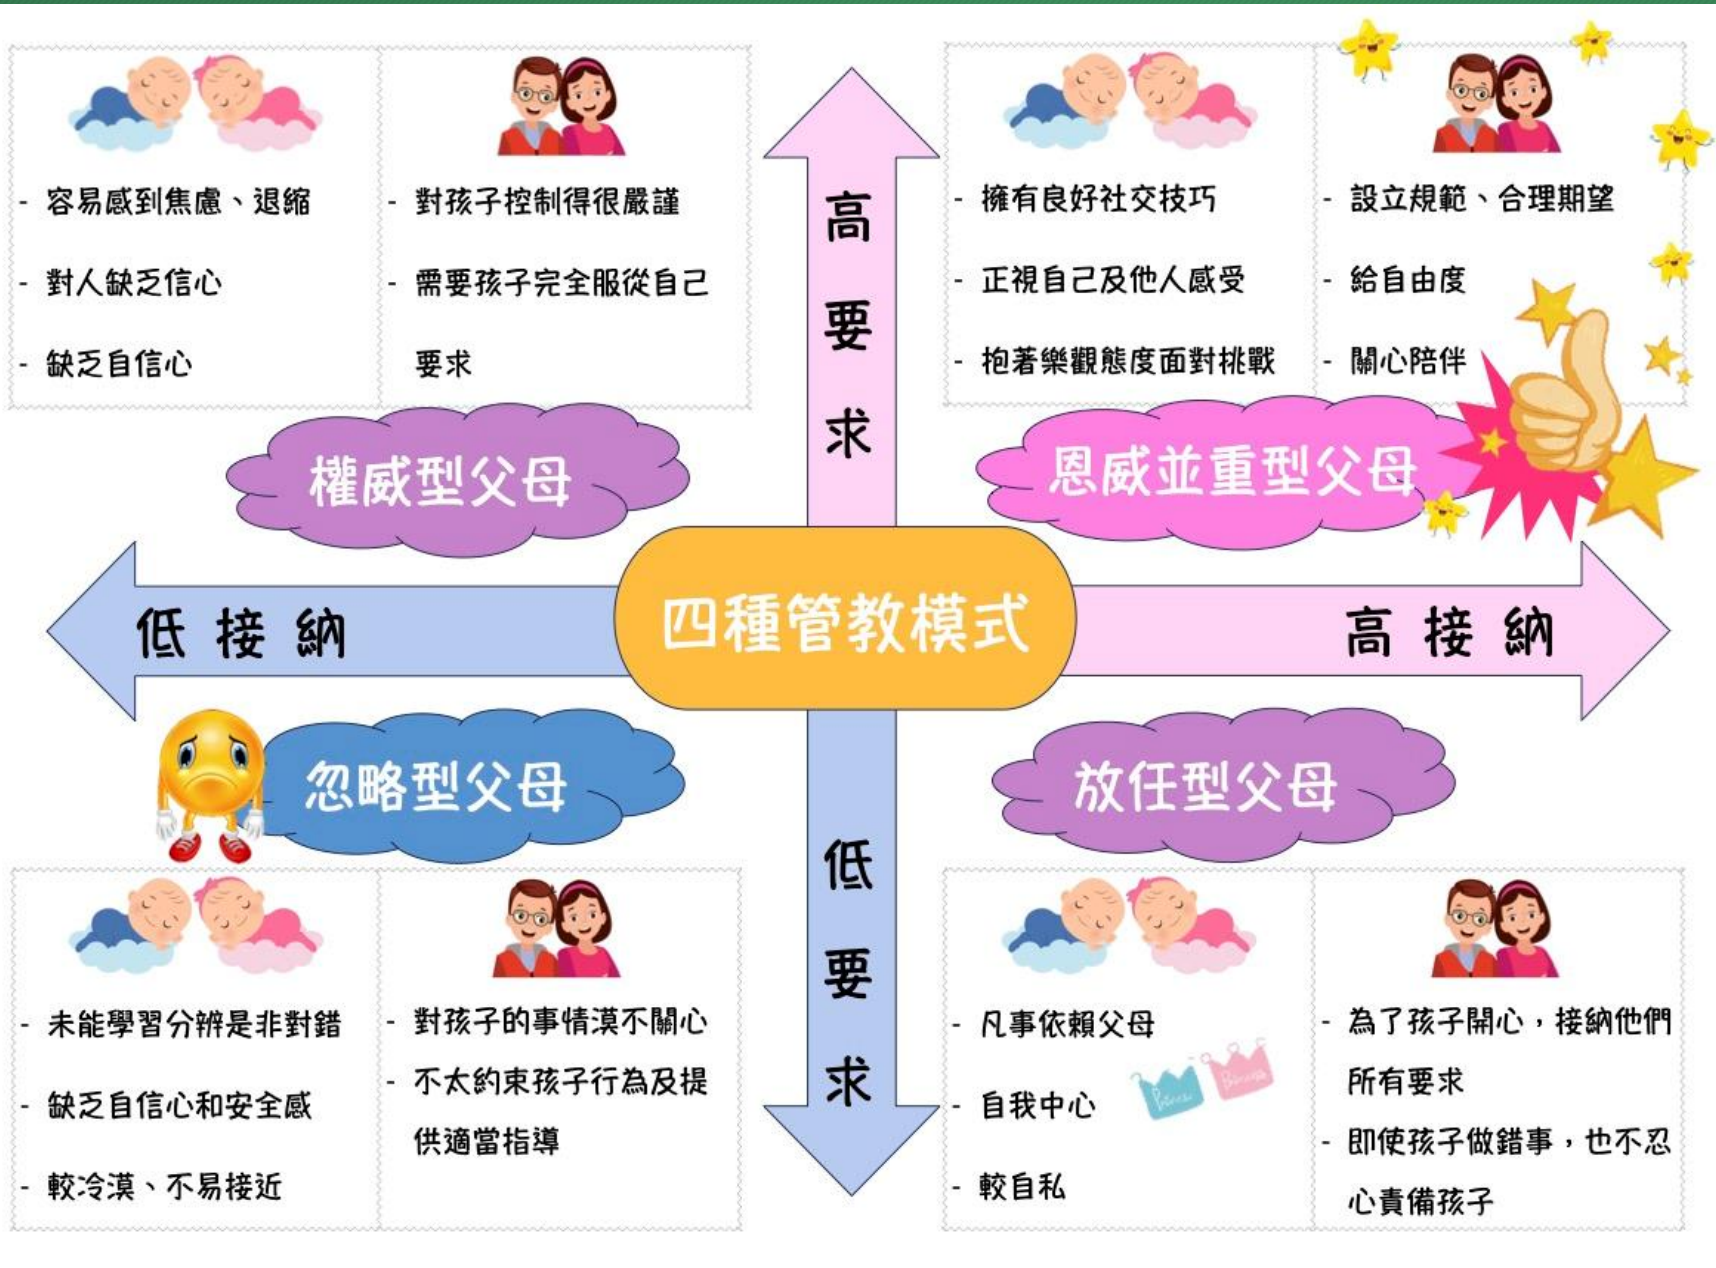 - 容易感到焦慮、退縮
- 對人缺乏信心
- 缺乏自信心
- 對孩子控制得很嚴謹
- 需要孩子完全服從自己
要求
權威型父母
高
要
求
- 擁有良好社交技巧
- 正視自己及他人感受
- 抱著樂觀態度面對挑戰
- 設立規範、合理期望
- 給自由度
- 關心陪伴
恩威並重型父母
低接納
四種管教模式
高接納
忽略型父母
- 未能學習分辨是非對錯
- 缺乏自信心和安全感
- 較冷漠、不易接近
- 對孩子的事情漠不關心
- 不太約束孩子行為及提
供適當指導
低
要
求
放任型父母
- 凡事依賴父母
- 自我中心
- 較自私
- 為了孩子開心，接納他們
所有要求
- 即使孩子做錯事，也不忍
心責備孩子